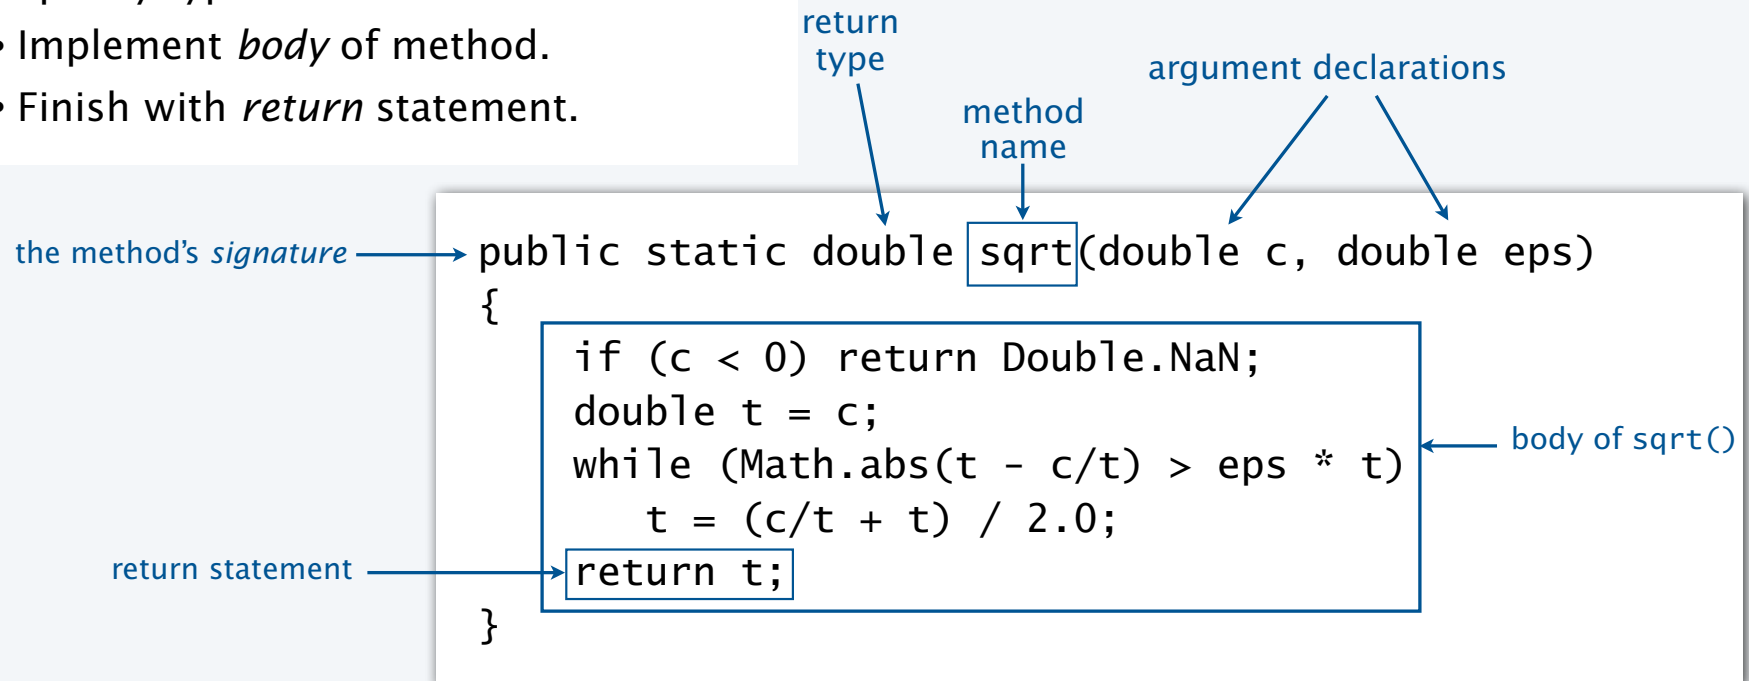 • Implement body of method.
• Finish with return statement.
return
type
method
name
argument declarations
the method's signature
public static double sqrt(double c, double eps)
{
if (c < 0) return Double.NaN;
double t = c;
while (Math.abs(t - c/t) > eps * t)
t = (c/t + t) / 2.0;
return t;
}
body of sqrt()
return statement